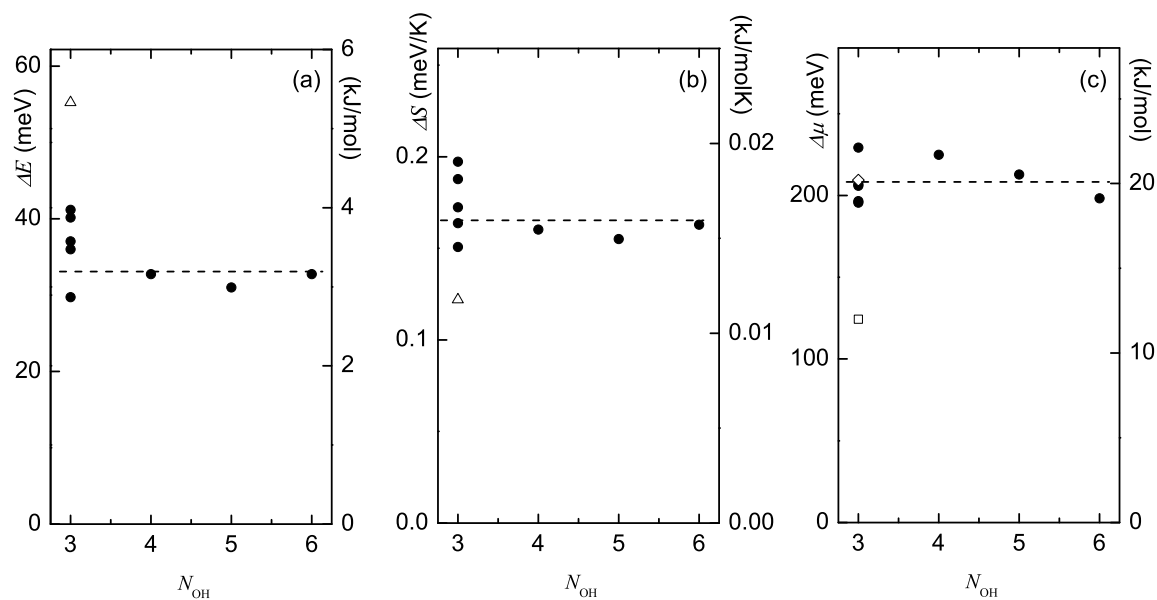 (a)
ΔE (meV)
(kJ/mol)
60
40
20
0
6
4
2
0
3 4 5 6
N_OH
(b)
ΔS (meV/K)
(kJ/molK)
0.2
0.1
0.0
0.02
0.01
0.00
3 4 5 6
N_OH
(c)
Δμ (meV)
(kJ/mol)
200
100
0
20
10
0
3 4 5 6
N_OH